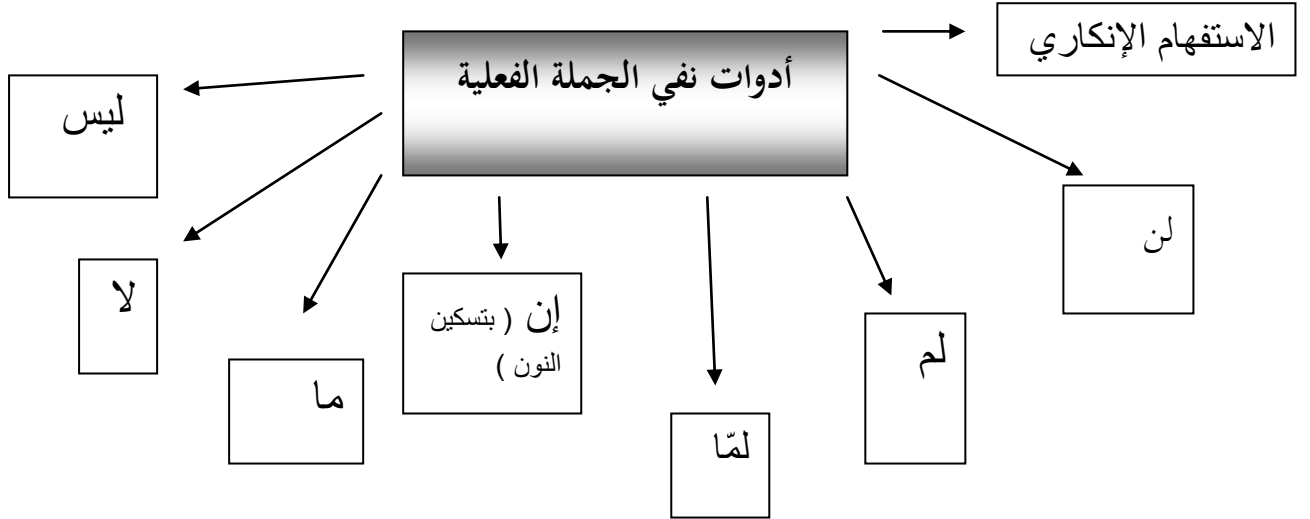 أدوات نفي الجملة الفعلية
الاستفهام الإنكاري
لن
لم
لمّا
إن ( بتسكين
النون )
ما
لا
ليس